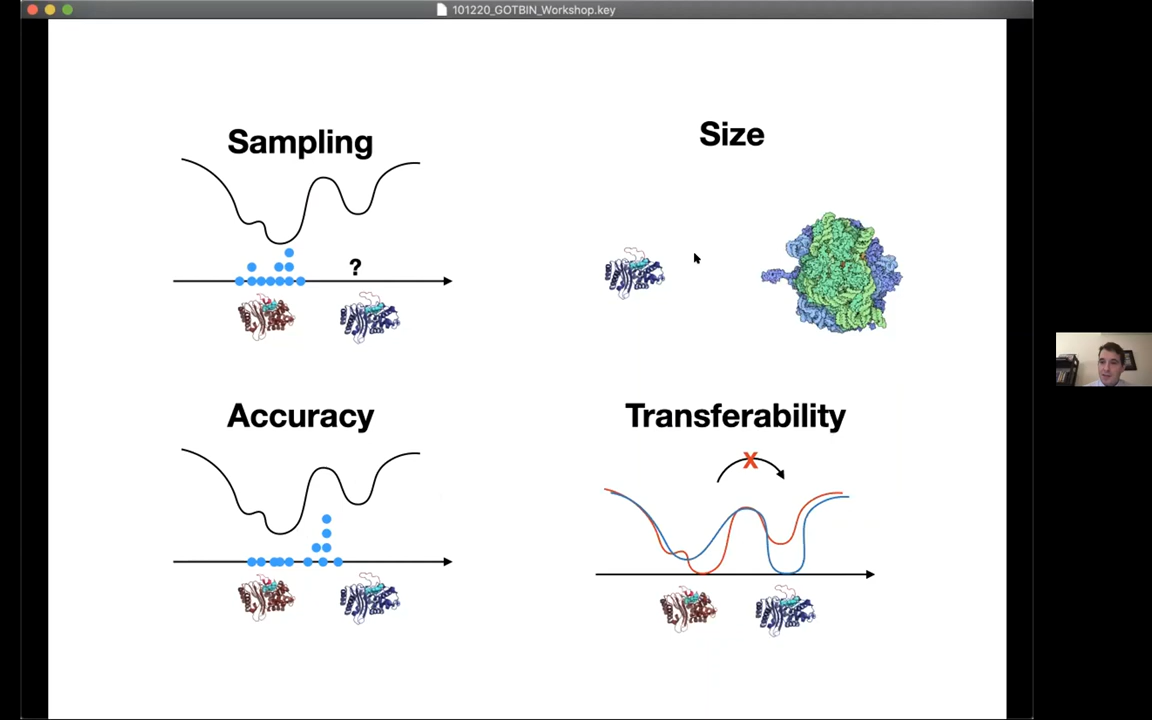 101220_GOTBIN_Workshop.key
Sampling
?
Size
Accuracy
Transferability
X